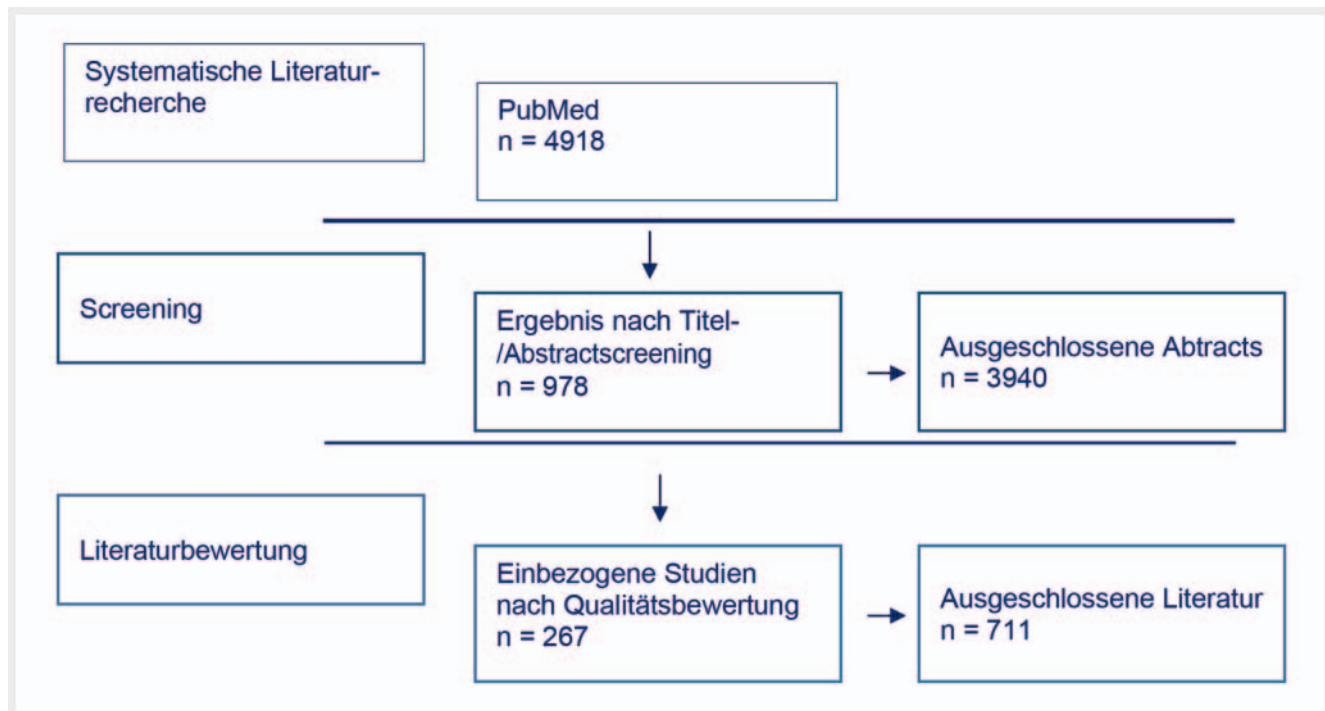 Systematische Literatur-
recherche
PubMed
n = 4918
Screening
Ergebnis nach Titel-
/Abstractscreening
n = 978
Ausgeschlossene Abtracts
n = 3940
Literaturbewertung
Einbezogene Studien
nach Qualitätsbewertung
n = 267
Ausgeschlossene Literatur
n = 711